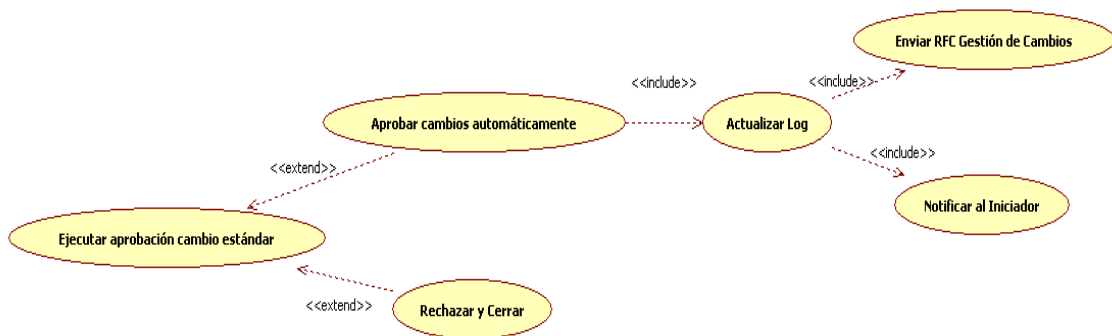 Enviar RFC Gestión de Cambios
<<include>>
<<include>>
Aprobar cambios automáticamente
Actualizar Log
<<include>>
<<extend>>
Notificar al Iniciador
Ejecutar aprobación cambio estándar
<<extend>>
Rechazar y Cerrar